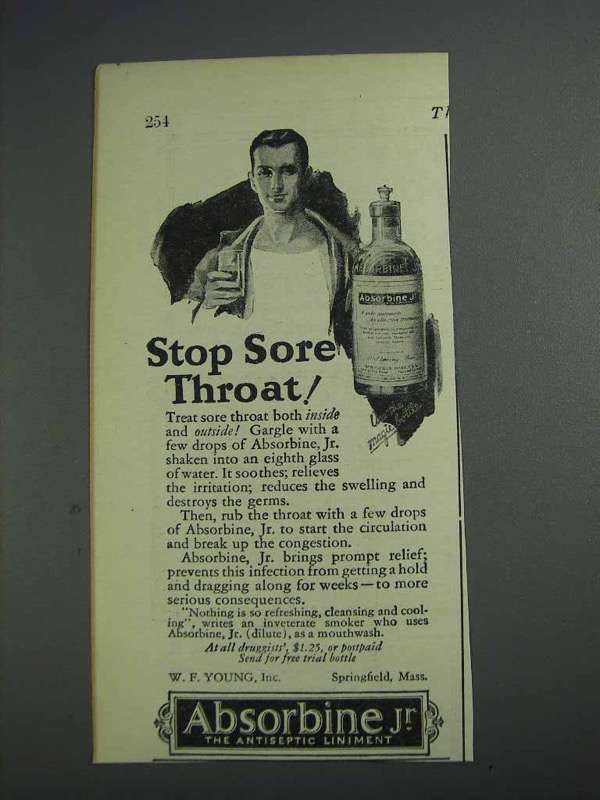 254
Th
ABSORBINE
Absorbine Jr
Stop Sore
Throat!
Treat sore throat both inside
and outside! Gargle with a
few drops of Absorbine, Jr.
shaken into an eighth glass
of water. It soothes; relieves
the irritation; reduces the swelling and
destroys the germs.
Then, rub the throat with a few drops
of Absorbine, Jr. to start the circulation
and break up the congestion.
Absorbine, Jr. brings prompt relief;
prevents this infection from getting a hold
and dragging along for weeks—to more
serious consequences.
"Nothing is so refreshing, cleansing and cool-
ing", writes an inveterate smoker who uses
Absorbine, Jr. (dilute), as a mouthwash.
At all druggists', $1.25, or postpaid
Send for free trial bottle
W. F. YOUNG, Inc. Springfield, Mass.
Absorbine Jr
THE ANTISEPTIC LINIMENT